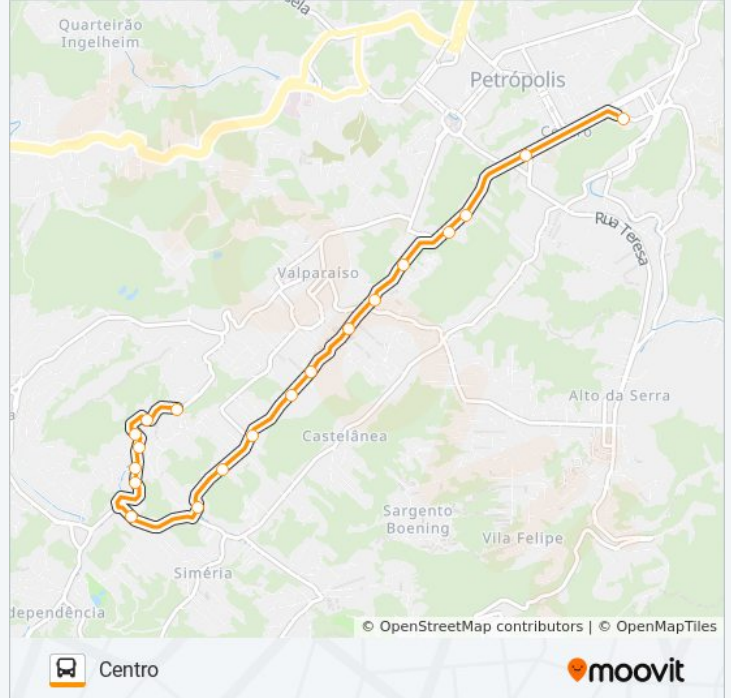 ela
Quarteirão
Ingelheim
Petrópolis
Centro
Rua Teresa
Valparaíso
Alto da Serra
Castelânea
Sargento
Boening
Vila Felipe
Siméria
dependência
a
© OpenStreetMap contributors | © OpenMapTiles
Centro
moovit